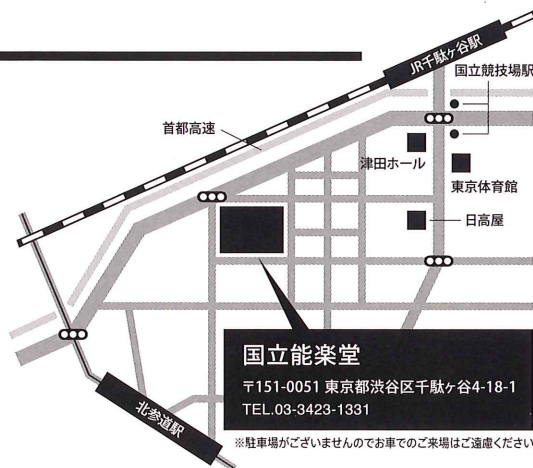 JR千駄ヶ谷駅
国立競技場駅
首都高速
津田ホール
東京体育館
日高屋
国立能楽堂
〒151-0051 東京都渋谷区千駄ヶ谷4-18-1
TEL.03-3423-1331
北参道駅
※駐車場がございませんのでお車でのご来場はご遠慮ください